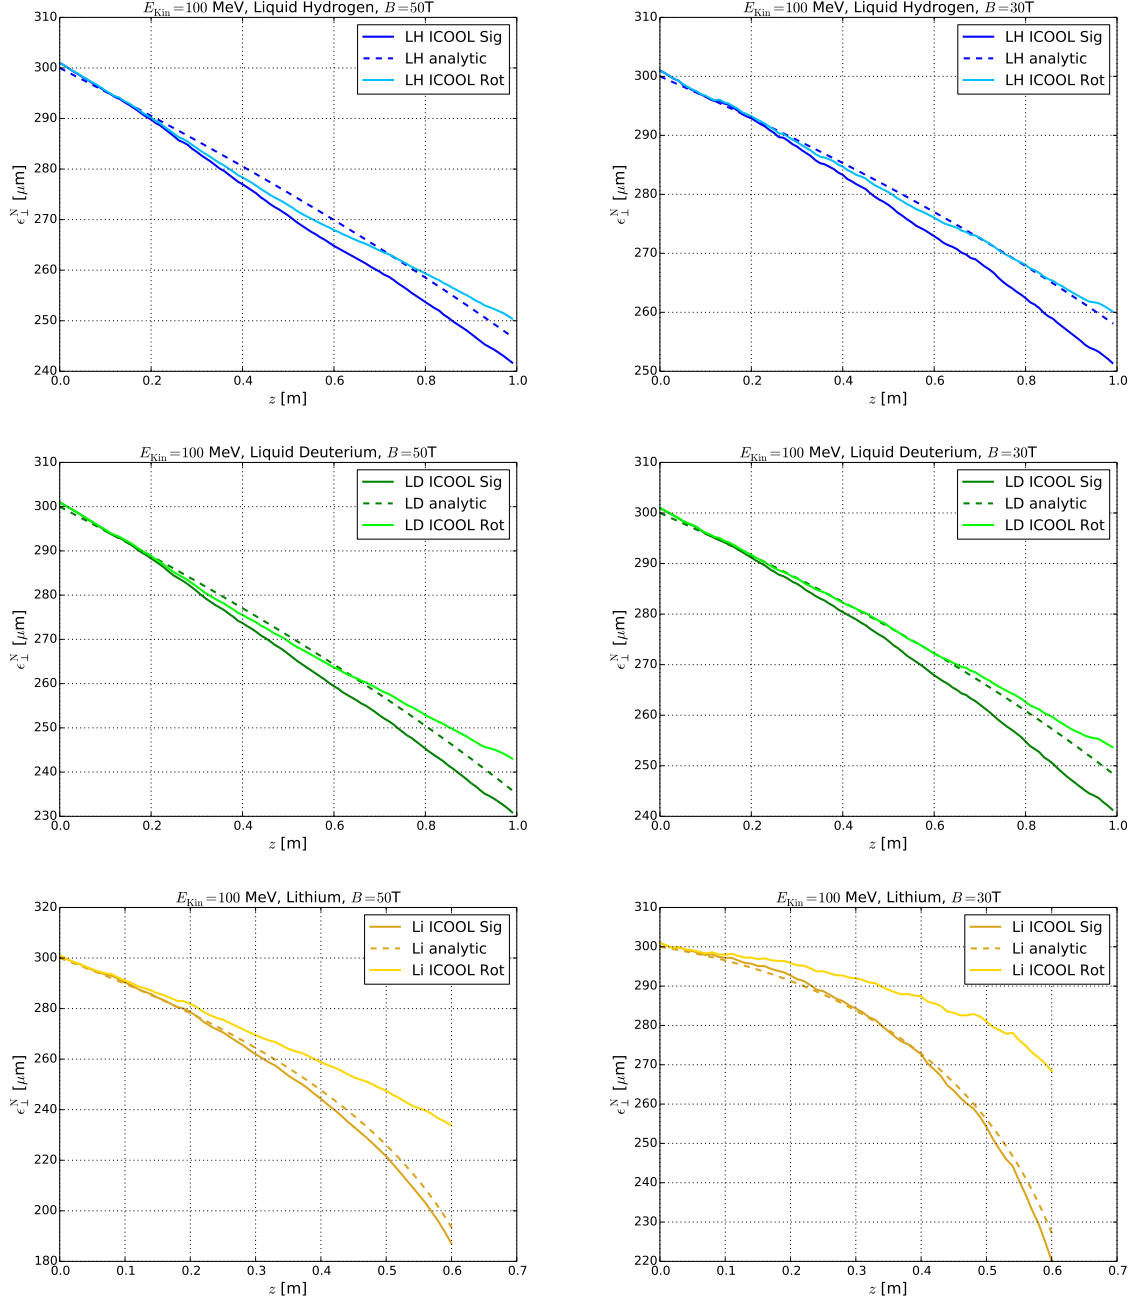 E_Kin = 100 MeV, Liquid Hydrogen, B = 50T
LH ICOOL Sig
LH analytic
LH ICOOL Rot
310
300
290
280
270
260
250
240
0.0 0.2 0.4 0.6 0.8 1.0
ϵ_⊥^N [μm]
z [m]
E_Kin = 100 MeV, Liquid Hydrogen, B = 30T
LH ICOOL Sig
LH analytic
LH ICOOL Rot
310
300
290
280
270
260
250
0.0 0.2 0.4 0.6 0.8 1.0
ϵ_⊥^N [μm]
z [m]
E_Kin = 100 MeV, Liquid Deuterium, B = 50T
LD ICOOL Sig
LD analytic
LD ICOOL Rot
310
300
290
280
270
260
250
240
230
0.0 0.2 0.4 0.6 0.8 1.0
ϵ_⊥^N [μm]
z [m]
E_Kin = 100 MeV, Liquid Deuterium, B = 30T
LD ICOOL Sig
LD analytic
LD ICOOL Rot
310
300
290
280
270
260
250
240
0.0 0.2 0.4 0.6 0.8 1.0
ϵ_⊥^N [μm]
z [m]
E_Kin = 100 MeV, Lithium, B = 50T
Li ICOOL Sig
Li analytic
Li ICOOL Rot
320
300
280
260
240
220
200
180
0.0 0.1 0.2 0.3 0.4 0.5 0.6 0.7
ϵ_⊥^N [μm]
z [m]
E_Kin = 100 MeV, Lithium, B = 30T
Li ICOOL Sig
Li analytic
Li ICOOL Rot
310
300
290
280
270
260
250
240
230
220
0.0 0.1 0.2 0.3 0.4 0.5 0.6 0.7
ϵ_⊥^N [μm]
z [m]